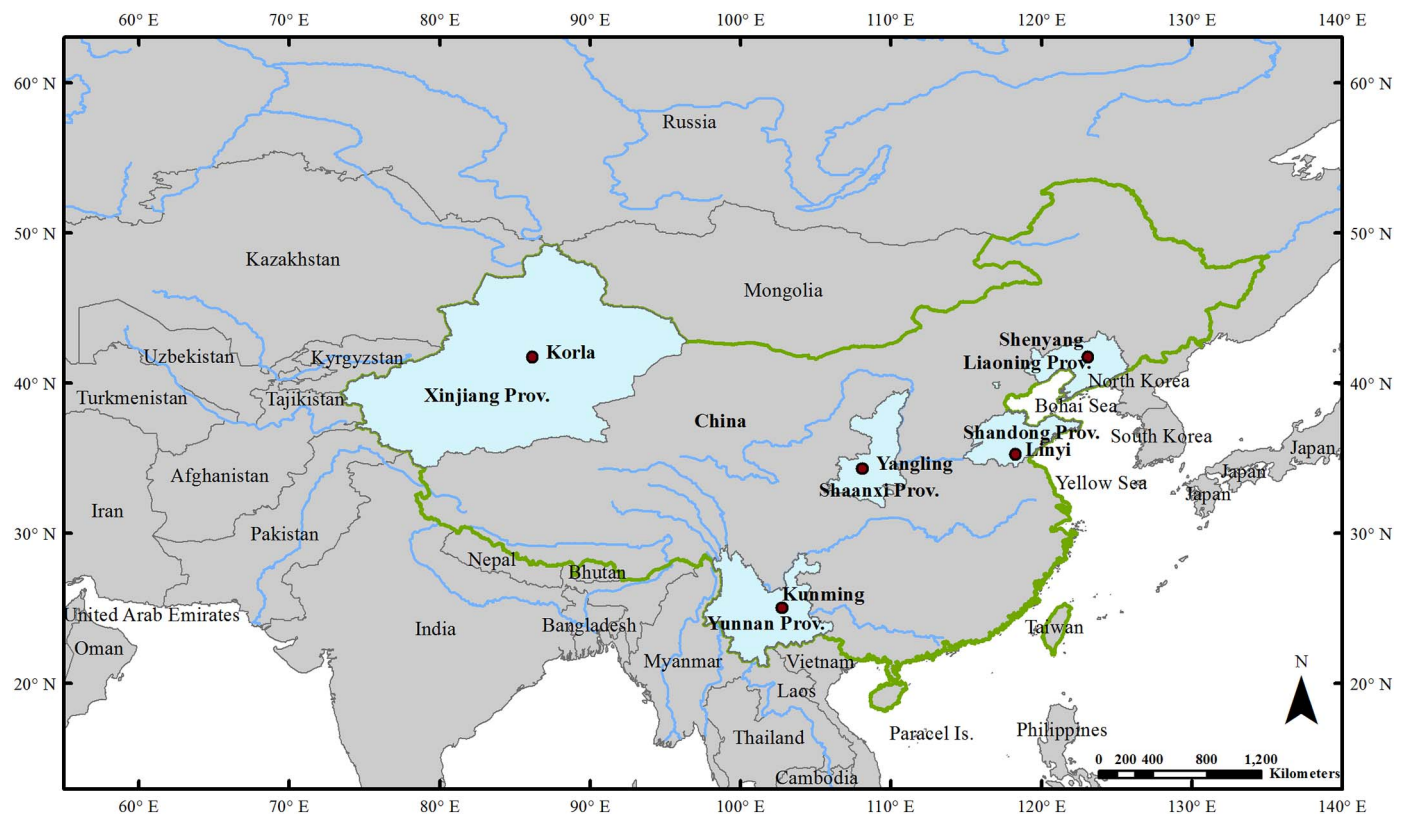 60° E 70° E 80° E 90° E 100° E 110° E 120° E 130° E 140° E
60° N 60° N
Russia
50° N 50° N
Kazakhstan
Mongolia
Shenyang
Korla
Uzbekistan Kyrgyzstan
Liaoning Prov.
40° N 40° N
North Korea
Turkmenistan Tajikistan Xinjiang Prov.
Bohai Sea
China
Shandong Prov. South Korea
Linyi Japan
Yangling
Japan
Afghanistan
Yellow Sea
Shaanxi Prov. Japan
Iran
Pakistan
30° N 30° N
Nepal
Bhutan
Kunming
United Arab Emirates
Yunnan Prov.
India Bangladesh Taiwan
Oman
Myanmar Vietnam
N
20° N 20° N
Laos
Paracel Is. Philippines
Thailand
0 200 400 800 1,200
Kilometers
Cambodia
60° E 70° E 80° E 90° E 100° E 110° E 120° E 130° E 140° E